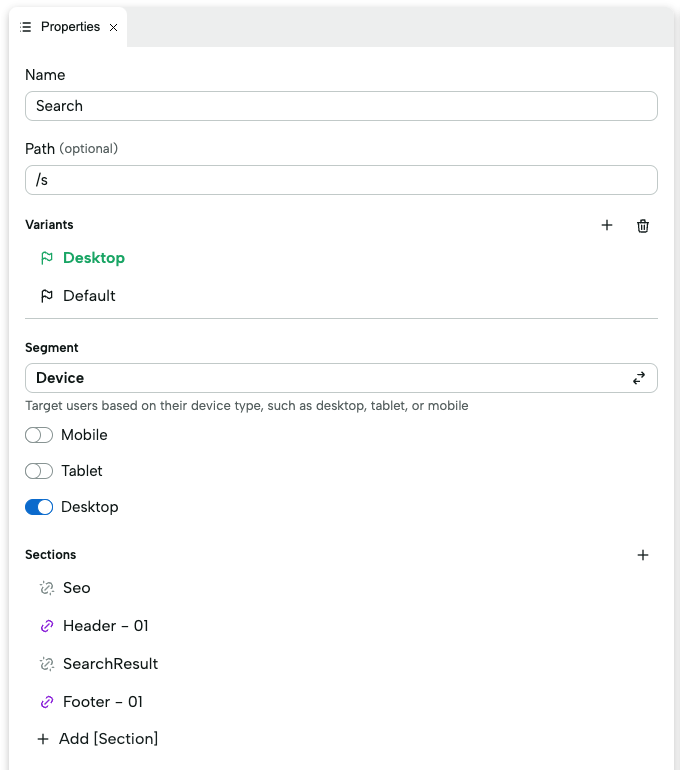 Properties
Name
Search
Path (optional)
/s
Variants
Desktop
Default
Segment
Device
Target users based on their device type, such as desktop, tablet, or mobile
Mobile
Tablet
Desktop
Sections
Seo
Header - 01
SearchResult
Footer - 01
Add [Section]